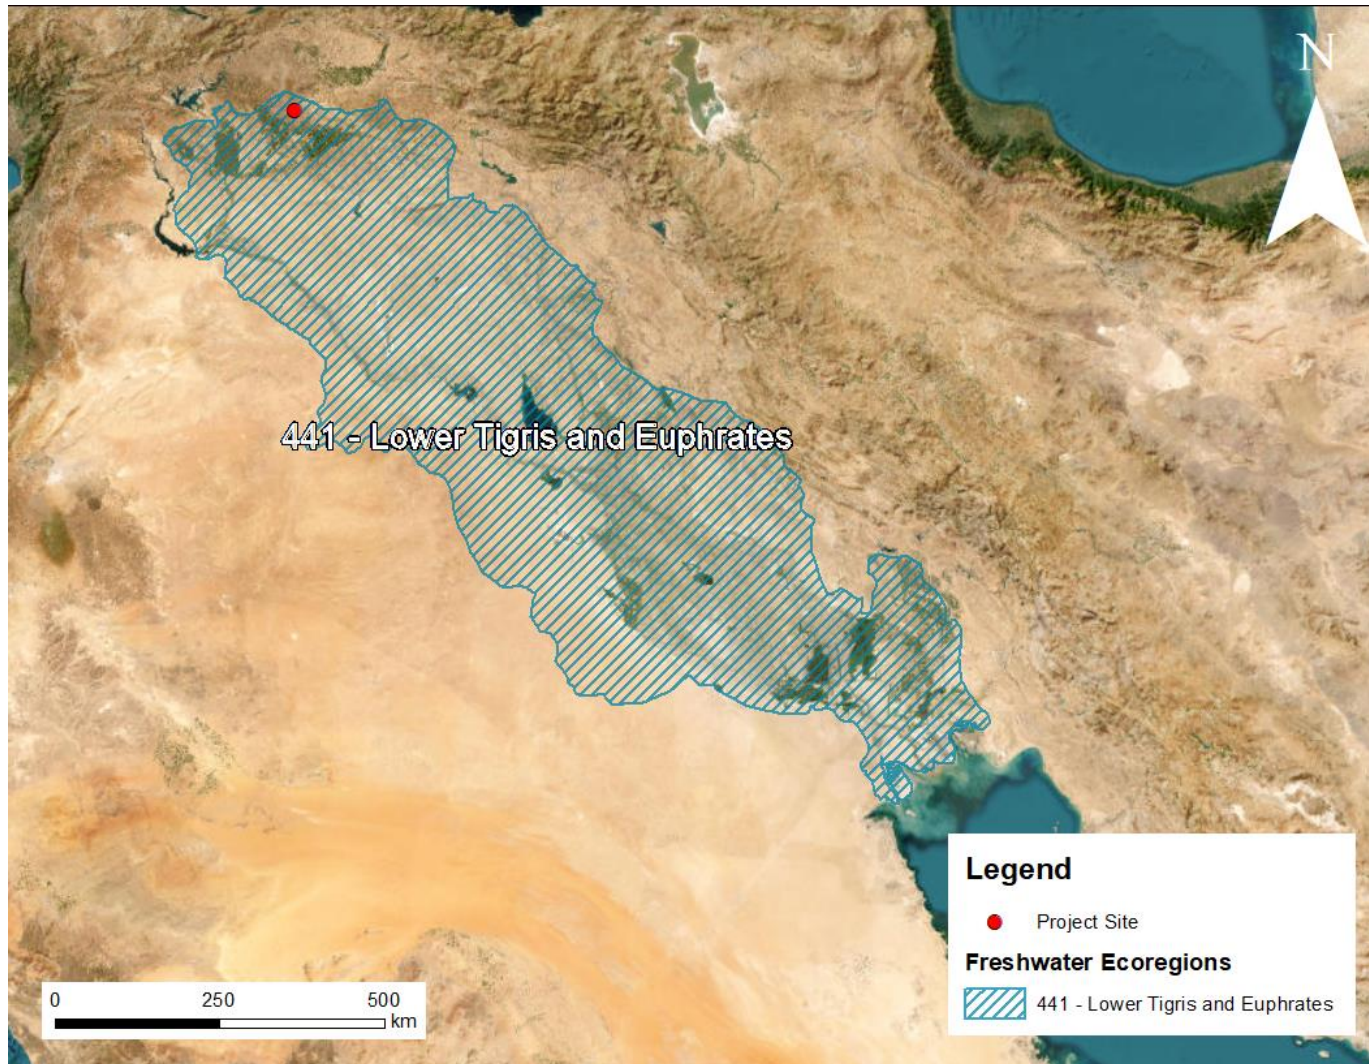 N
441 - Lower Tigris and Euphrates
Legend
Project Site
Freshwater Ecoregions
441 - Lower Tigris and Euphrates
0 250 500
km